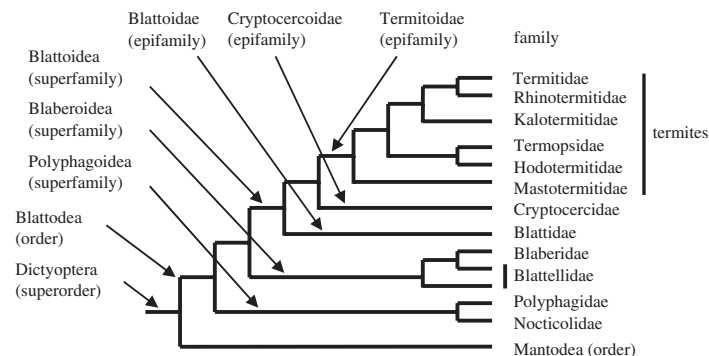 Blattoidae
(epifamily)
Cryptocercoidae
(epifamily)
Termitoidae
(epifamily)
family
Blattoidea
(superfamily)
Blaberoidea
(superfamily)
Polyphagoidea
(superfamily)
Blattodea
(order)
Dictyoptera
(superorder)
Termitidae
Rhinotermitidae
Kalotermitidae
Termopsidae
Hodotermitidae
Mastotermitidae
termites
Cryptocercidae
Blattidae
Blaberidae
Blattellidae
Polyphagidae
Nocticolidae
Mantodea (order)